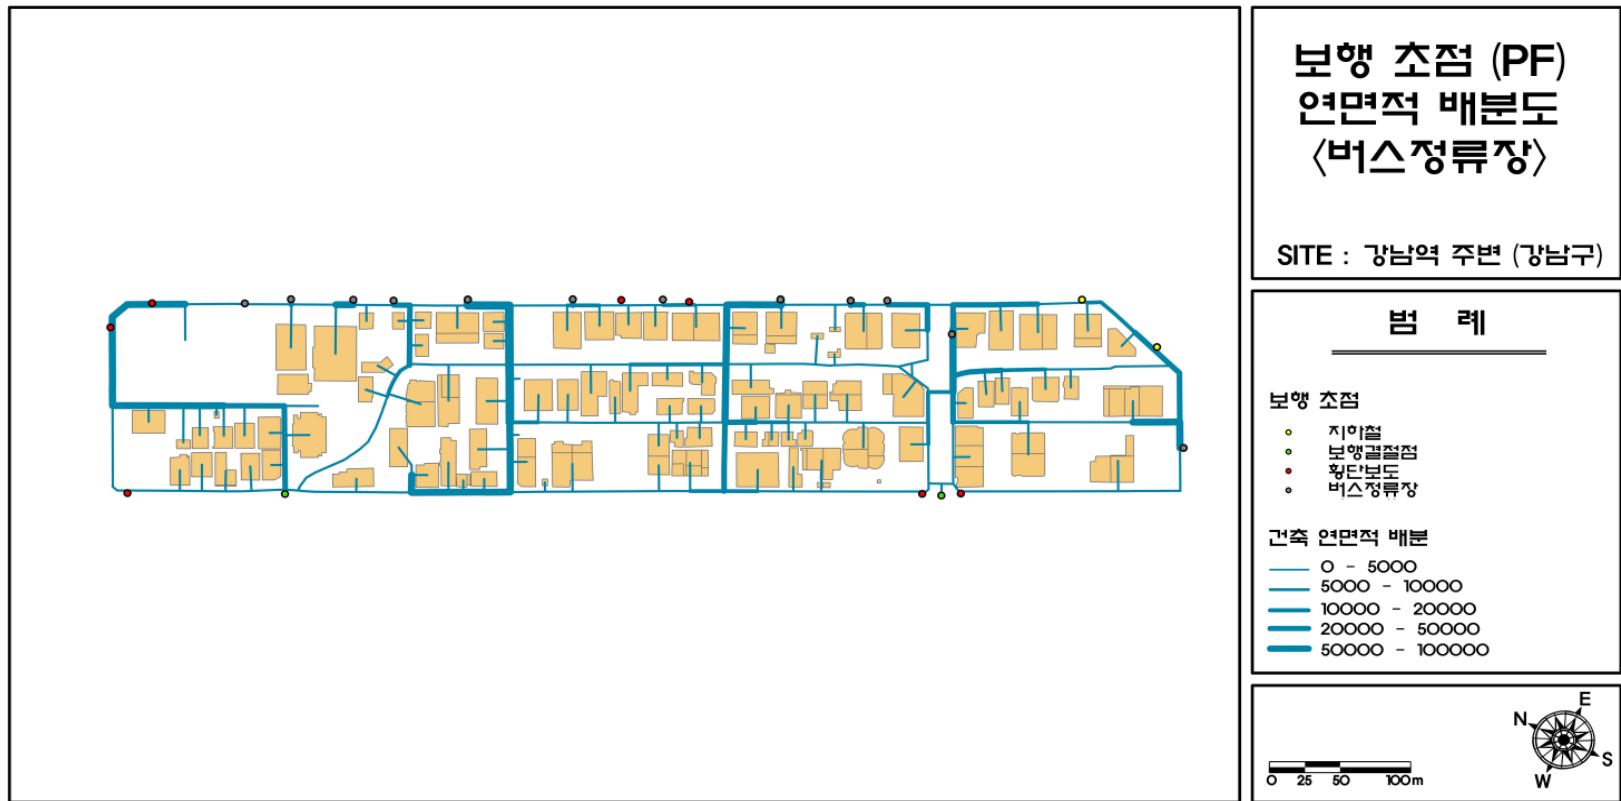 보행 초점 (PF)
연면적 배분도
<버스정류장>
SITE : 강남역 주변 (강남구)
범 례
보행 초점
지하철
보행결절점
횡단보도
버스정류장
건축 연면적 배분
0 - 5000
5000 - 10000
10000 - 20000
20000 - 50000
50000 - 100000
N E
W S
0 25 50 100m